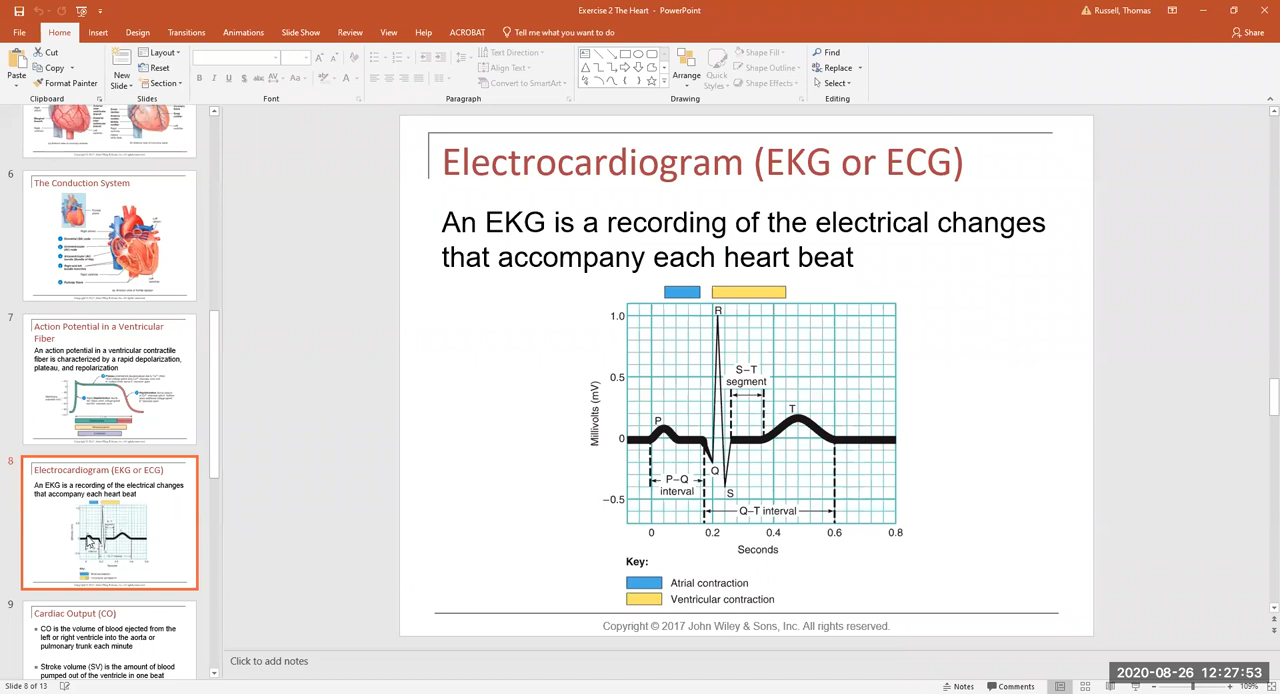 Exercise 2 The Heart - PowerPoint
Russell, Thomas
File Home Insert Design Transitions Animations Slide Show Review View Help ACROBAT Tell me what you want to do
Share
Paste
Cut
Copy
Format Painter
Clipboard
New
Slide
Layout
Reset
Section
Slides
B I U S abc AV Aa A
Font
Text Direction
Align Text
Convert to SmartArt
Paragraph
Arrange
Quick
Styles
Shape Fill
Shape Outline
Shape Effects
Drawing
Find
Replace
Select
Editing
6
The Conduction System
7
Action Potential in a Ventricular
Fiber
An action potential in a ventricular contractile
fiber is characterized by a rapid depolarization,
plateau, and repolarization
8
Electrocardiogram (EKG or ECG)
An EKG is a recording of the electrical changes
that accompany each heart beat
9
Cardiac Output (CO)
CO is the volume of blood ejected from the
left or right ventricle into the aorta or
pulmonary trunk each minute
Stroke volume (SV) is the amount of blood
pumped out of the ventricle in one beat
Electrocardiogram (EKG or ECG)
An EKG is a recording of the electrical changes
that accompany each heart beat
1.0
0.5
0
−0.5
Millivolts (mV)
R
S–T
segment
P
T
Q
S
P–Q
interval
Q–T interval
0 0.2 0.4 0.6 0.8
Seconds
Key:
Atrial contraction
Ventricular contraction
Copyright © 2017 John Wiley & Sons, Inc. All rights reserved.
Click to add notes
2020-08-26 12:27:53
Slide 8 of 13
Notes
Comments
109%